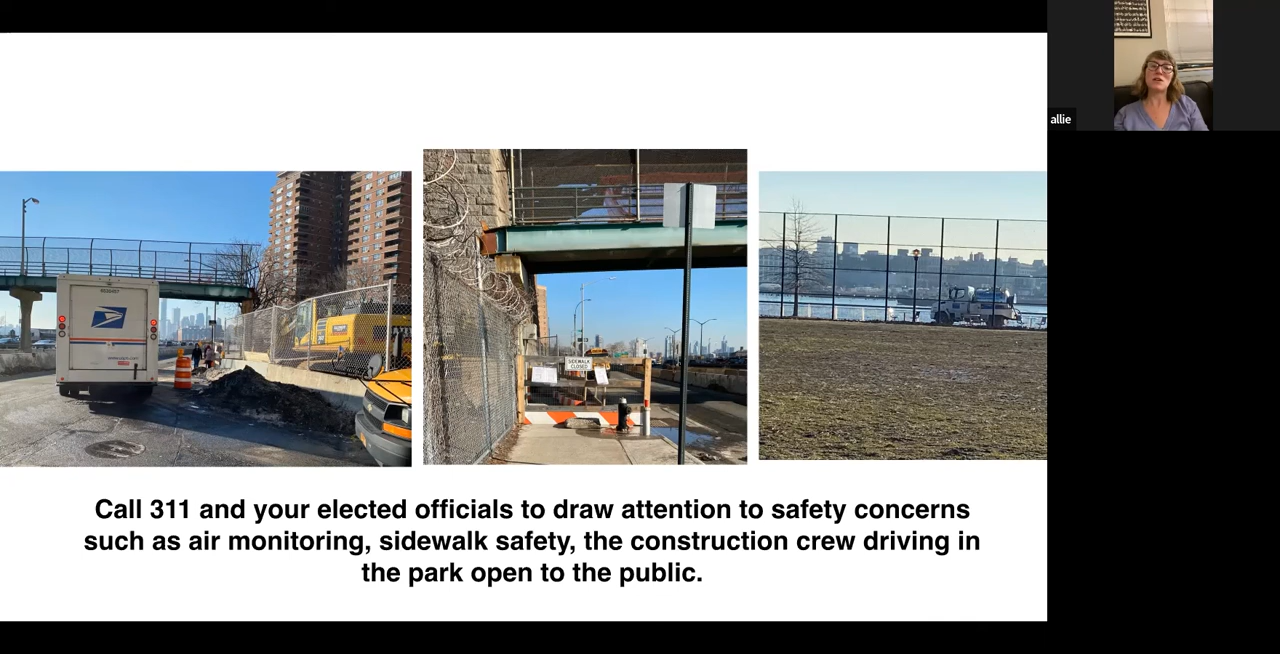 allie
SIDEWALK
CLOSED
Call 311 and your elected officials to draw attention to safety concerns
such as air monitoring, sidewalk safety, the construction crew driving in
the park open to the public.